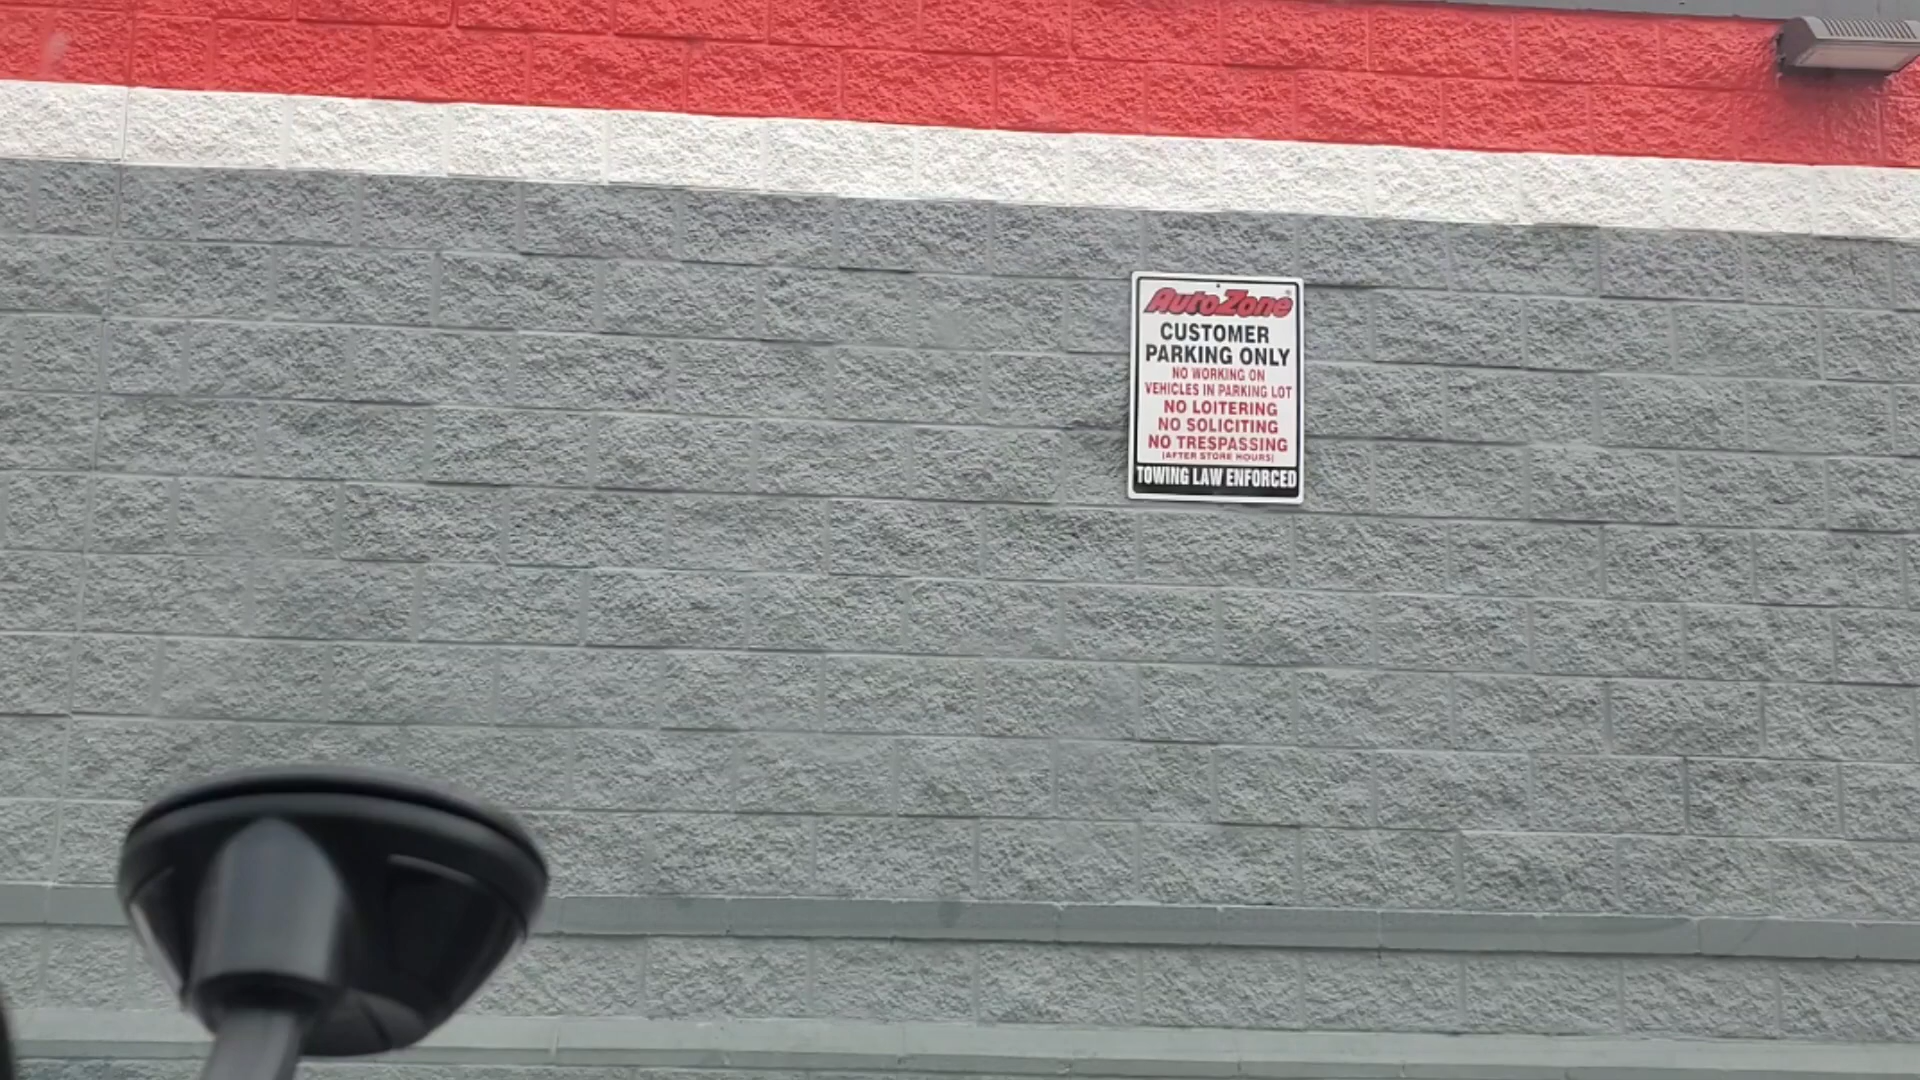 AutoZone
CUSTOMER
PARKING ONLY
NO WORKING ON
VEHICLES IN PARKING LOT
NO LOITERING
NO SOLICITING
NO TRESPASSING
(AFTER STORE HOURS)
TOWING LAW ENFORCED